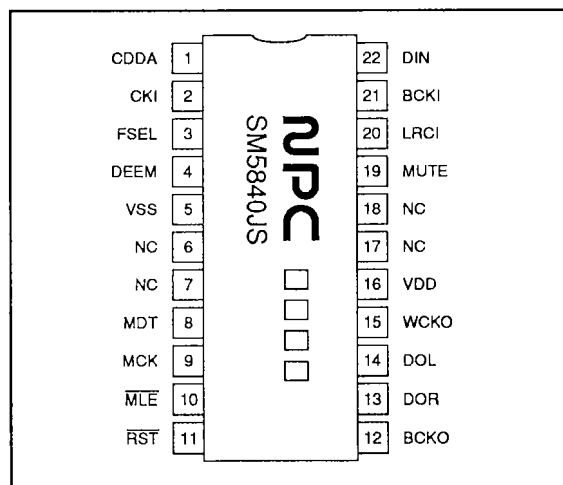 CDDA 1 22 DIN
CKI 2 21 BCKI
FSEL 3 20 LRCI
DEEM 4 19 MUTE
VSS 5 18 NC
NC 6 17 NC
NC 7 16 VDD
MDT 8 15 WCKO
MCK 9 14 DOL
MLE 10 13 DOR
RST 11 12 BCKO
NPC
SM5840JS